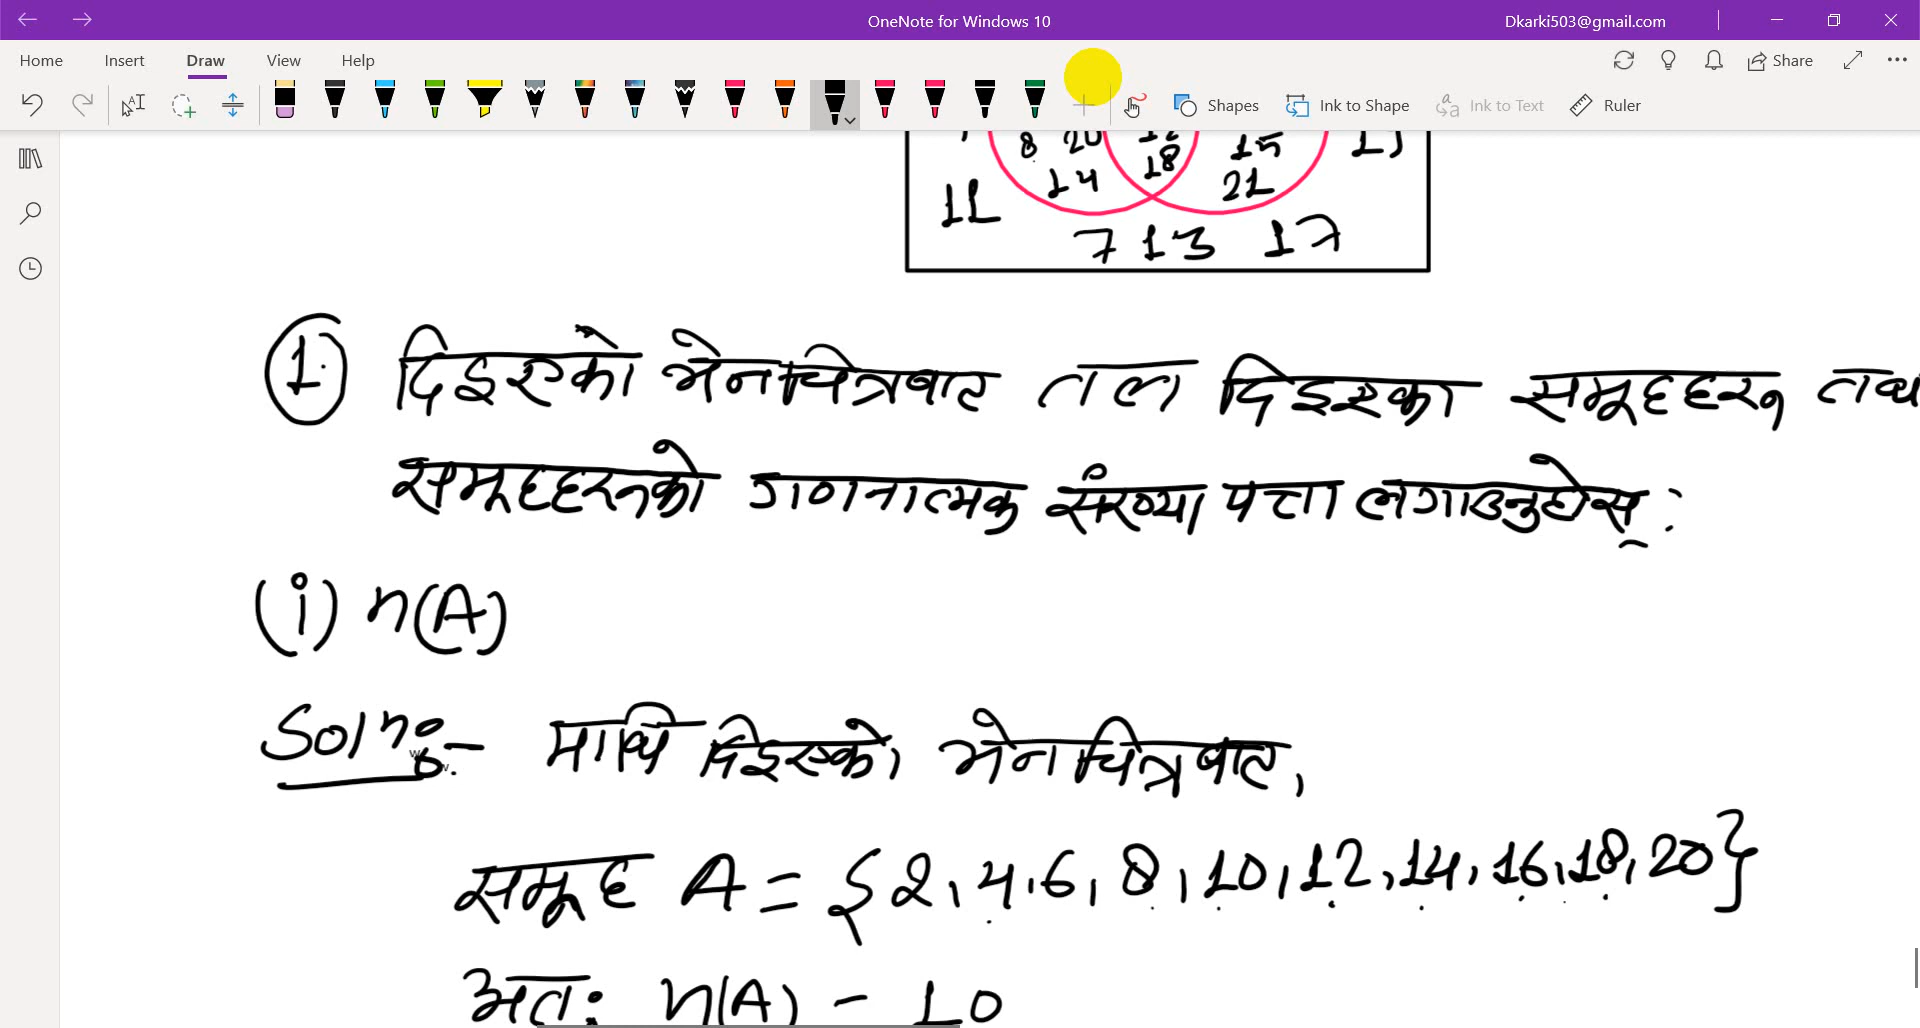 OneNote for Windows 10
Dkarki503@gmail.com
Home Insert Draw View Help Share
Shapes Ink to Shape Ink to Text Ruler
8 20 12 15
14 18 21
11
7 13 17
1. दिइएको भेनचित्रबाट तल दिइएका समूहहरू तथा
समूहहरूको गणनात्मक संख्या पत्ता लगाउनुहोस् :
(i) n(A)
Soln:- माथि दिइएको भेनचित्रबाट,
समूह A = {2, 4, 6, 8, 10, 12, 14, 16, 18, 20}
अतः n(A) = 10